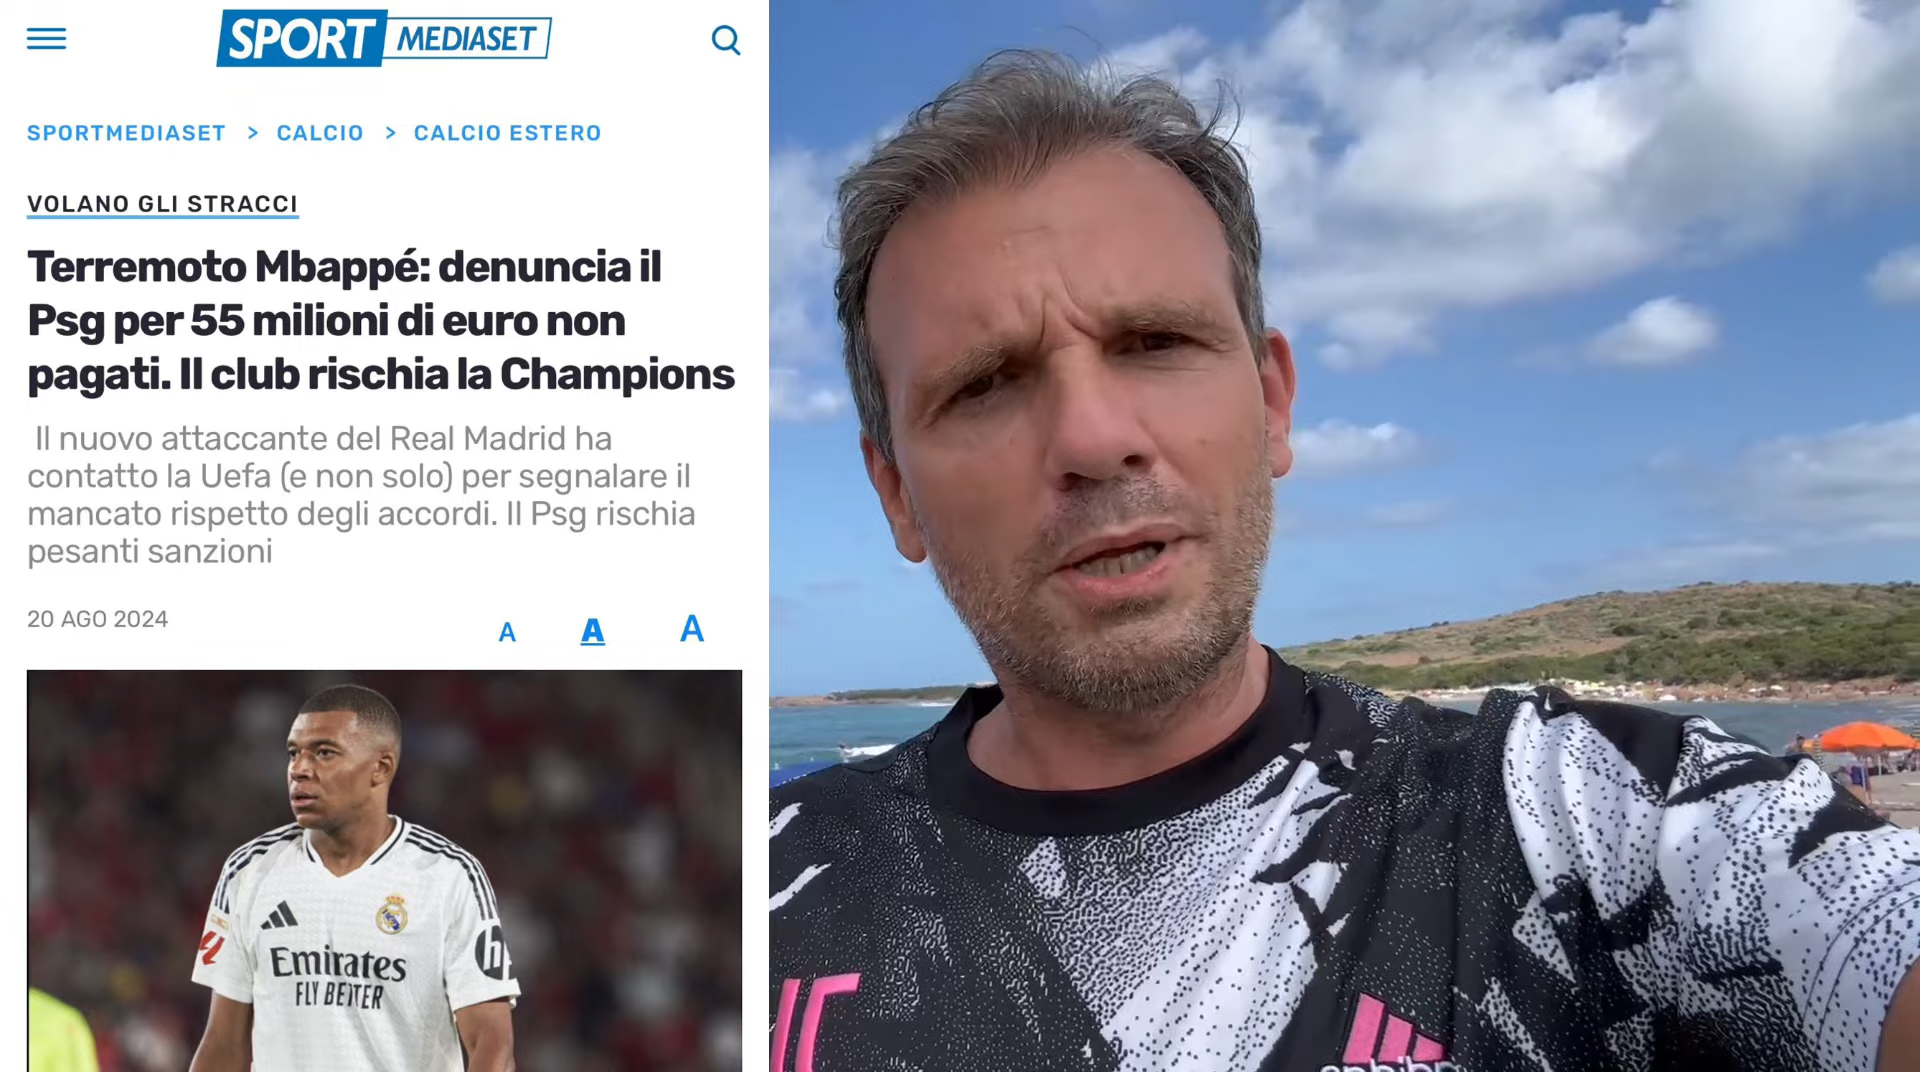 SPORT MEDIASET
SPORTMEDIASET > CALCIO > CALCIO ESTERO
VOLANO GLI STRACCI
Terremoto Mbappé: denuncia il
Psg per 55 milioni di euro non
pagati. Il club rischia la Champions
Il nuovo attaccante del Real Madrid ha
contatto la Uefa (e non solo) per segnalare il
mancato rispetto degli accordi. Il Psg rischia
pesanti sanzioni
20 AGO 2024
A A A
Emirates
FLY BETTER